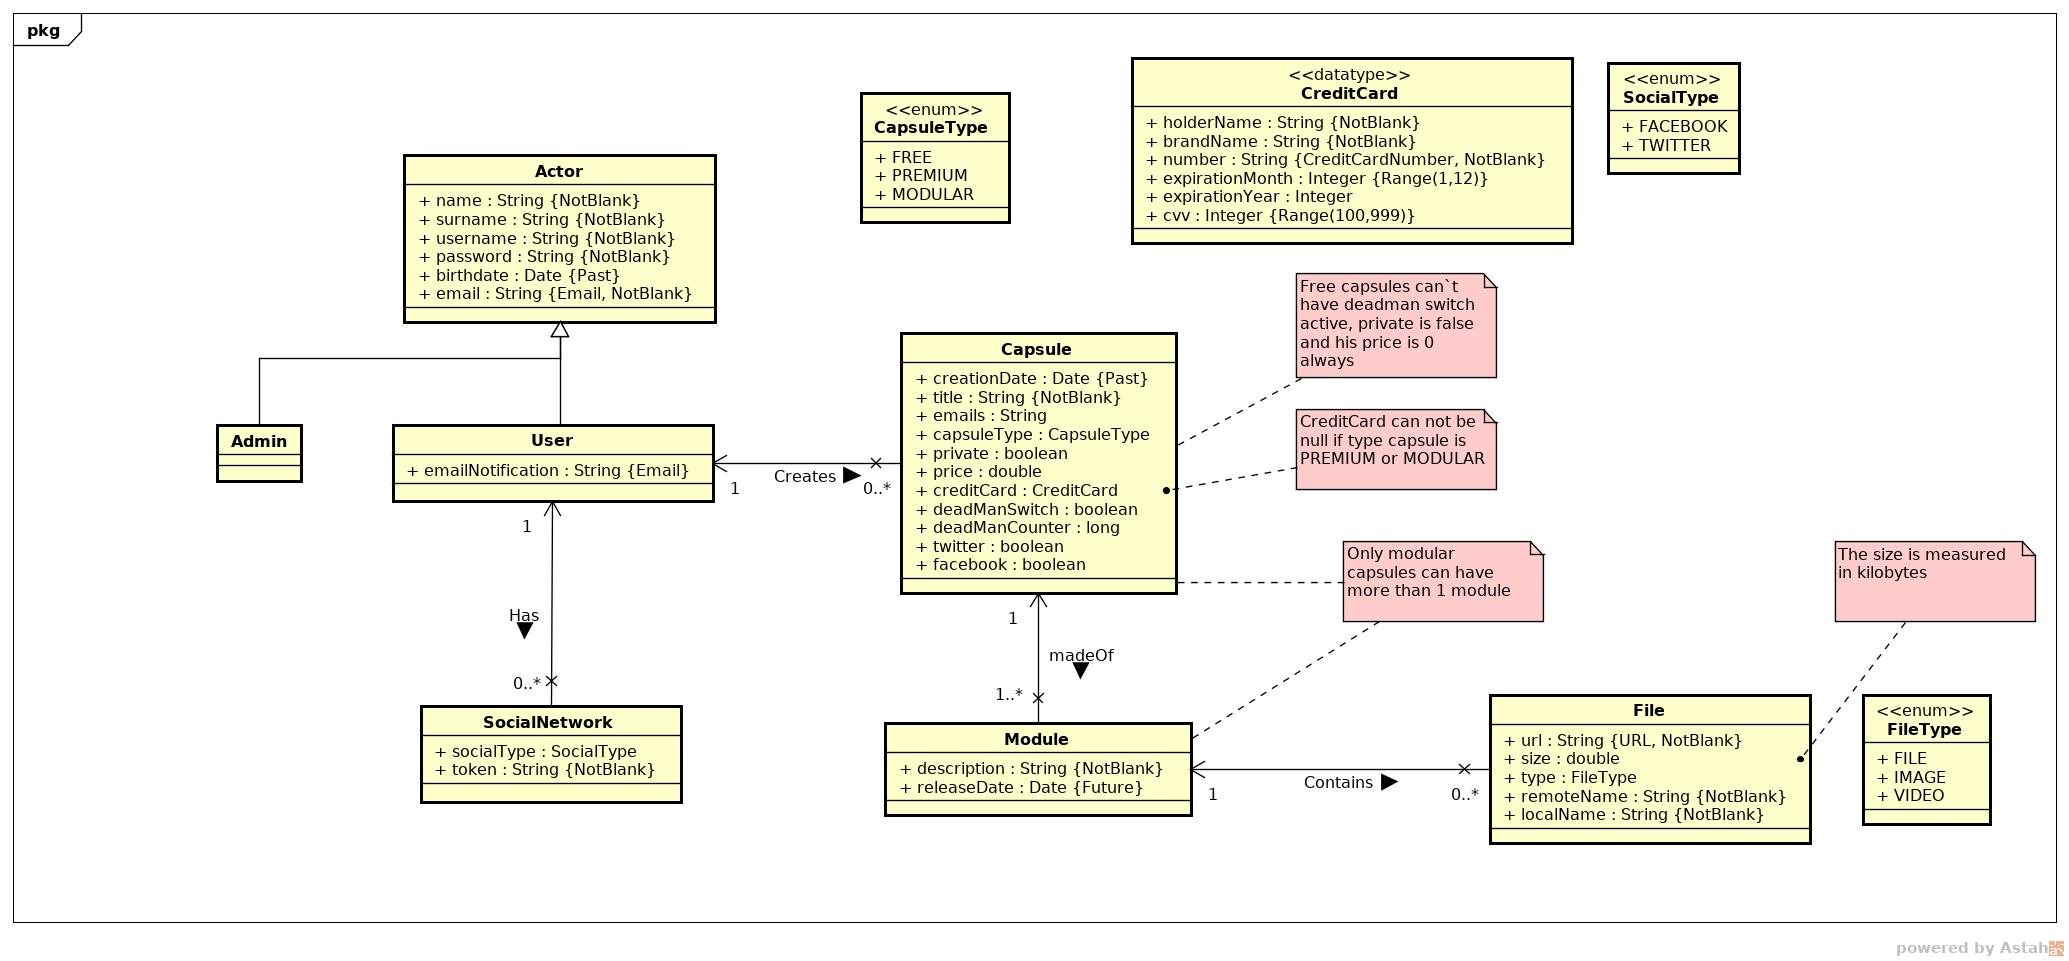 pkg
<<enum>>
CapsuleType
+ FREE
+ PREMIUM
+ MODULAR
<<datatype>>
CreditCard
+ holderName : String {NotBlank}
+ brandName : String {NotBlank}
+ number : String {CreditCardNumber, NotBlank}
+ expirationMonth : Integer {Range(1,12)}
+ expirationYear : Integer
+ cvv : Integer {Range(100,999)}
<<enum>>
SocialType
+ FACEBOOK
+ TWITTER
Actor
+ name : String {NotBlank}
+ surname : String {NotBlank}
+ username : String {NotBlank}
+ password : String {NotBlank}
+ birthdate : Date {Past}
+ email : String {Email, NotBlank}
Free capsules can`t
have deadman switch
active, private is false
and his price is 0
always
Capsule
+ creationDate : Date {Past}
+ title : String {NotBlank}
+ emails : String
+ capsuleType : CapsuleType
+ private : boolean
+ price : double
+ creditCard : CreditCard
+ deadManSwitch : boolean
+ deadManCounter : long
+ twitter : boolean
+ facebook : boolean
CreditCard can not be
null if type capsule is
PREMIUM or MODULAR
Admin
User
+ emailNotification : String {Email}
Creates
1
0..*
1
Has
0..*
Only modular
capsules can have
more than 1 module
The size is measured
in kilobytes
1
madeOf
1..*
SocialNetwork
+ socialType : SocialType
+ token : String {NotBlank}
Module
+ description : String {NotBlank}
+ releaseDate : Date {Future}
Contains
1
0..*
File
+ url : String {URL, NotBlank}
+ size : double
+ type : FileType
+ remoteName : String {NotBlank}
+ localName : String {NotBlank}
<<enum>>
FileType
+ FILE
+ IMAGE
+ VIDEO
powered by Astah